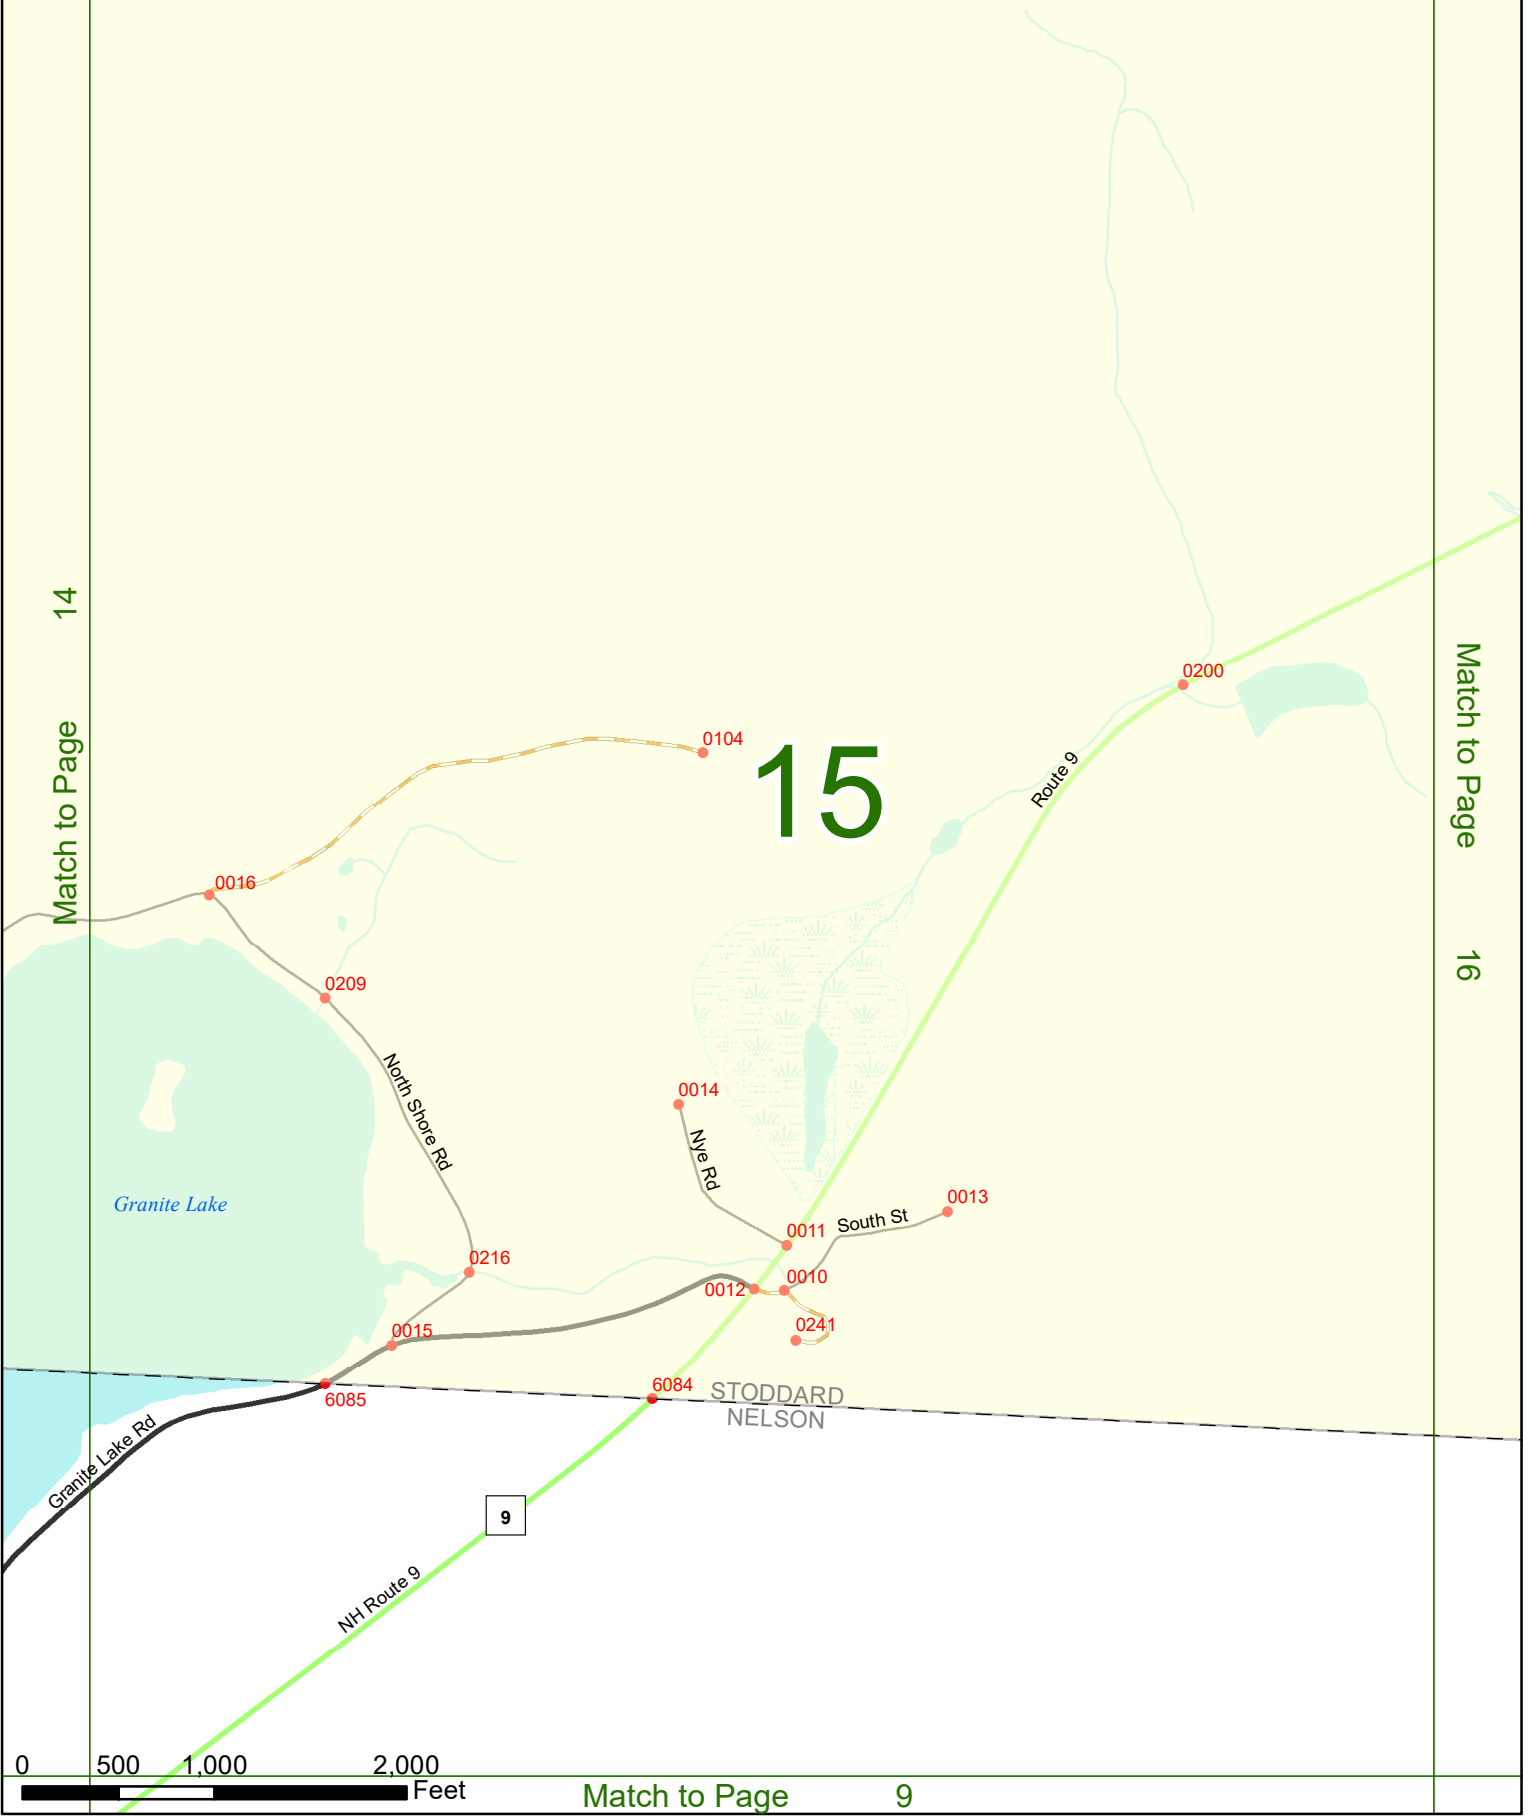 14
Match to Page
Match to Page
16
0200
Route 9
0104
15
0016
0209
North Shore Rd
0014
Nye Rd
Granite Lake
0013
South St
0011
0216
0010
0012
0241
0015
6084
6085
STODDARD
NELSON
Granite Lake Rd
9
NH Route 9
0 500 1,000 2,000
Feet
Match to Page 9